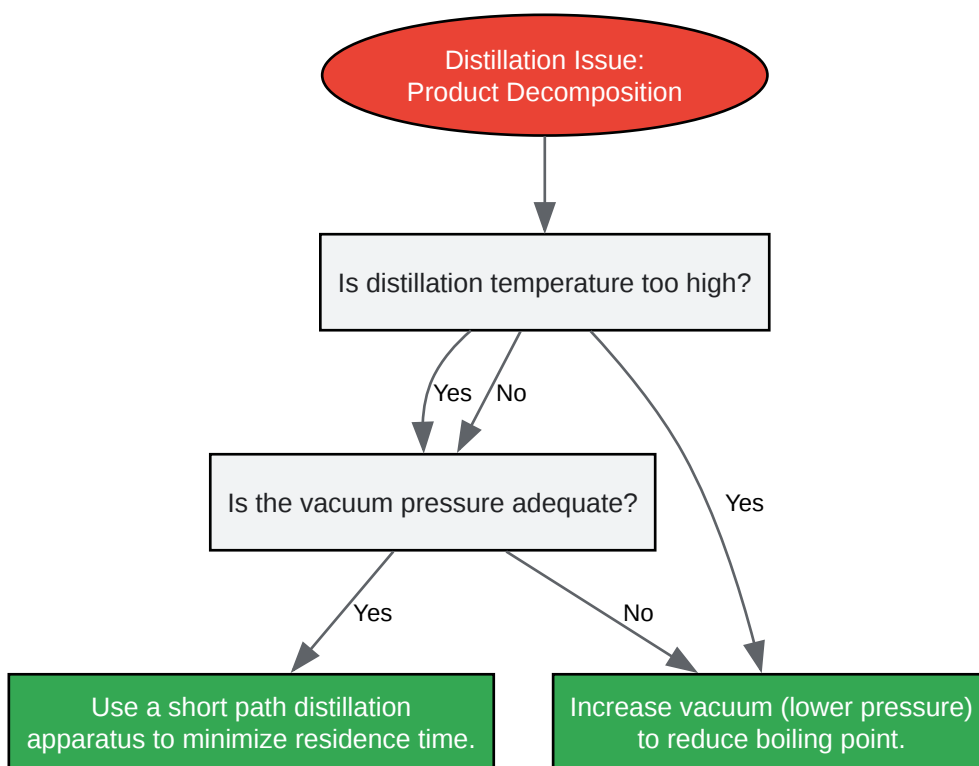 Distillation Issue:
Product Decomposition
Is distillation temperature too high?
Yes
No
Is the vacuum pressure adequate?
Yes
Yes
No
Use a short path distillation
apparatus to minimize residence time.
Increase vacuum (lower pressure)
to reduce boiling point.